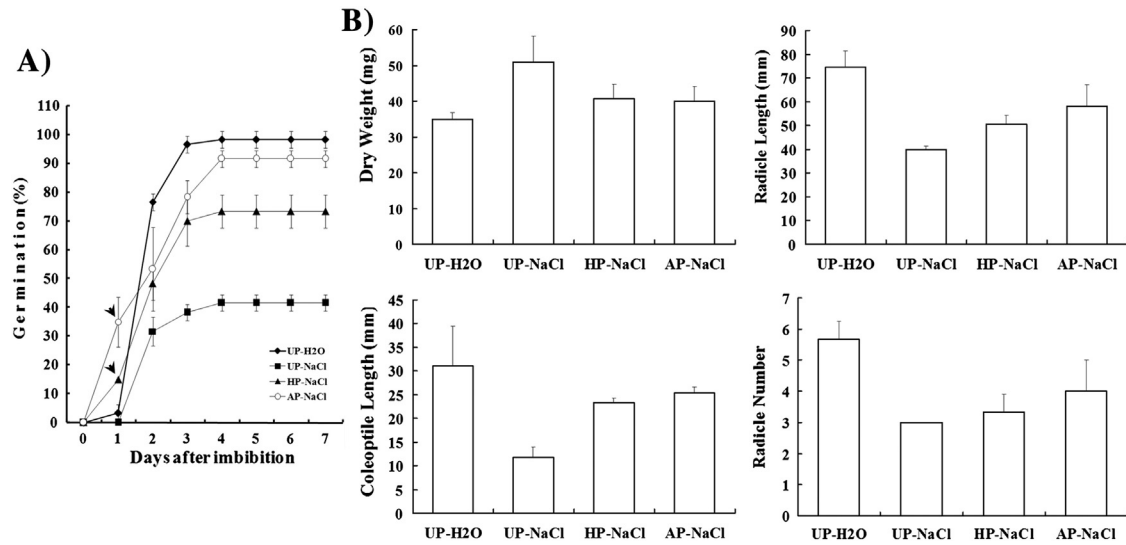 A)
Germination (%)
110
100
90
80
70
60
50
40
30
20
10
0
0 1 2 3 4 5 6 7
Days after imbibition
UP-H2O
UP-NaCl
HP-NaCl
AP-NaCl
B)
Dry Weight (mg)
60
50
40
30
20
10
0
UP-H2O UP-NaCl HP-NaCl AP-NaCl
Radicle Length (mm)
90
80
70
60
50
40
30
20
10
0
UP-H2O UP-NaCl HP-NaCl AP-NaCl
Coleoptile Length (mm)
45
40
35
30
25
20
15
10
5
0
UP-H2O UP-NaCl HP-NaCl AP-NaCl
Radicle Number
7
6
5
4
3
2
1
0
UP-H2O UP-NaCl HP-NaCl AP-NaCl